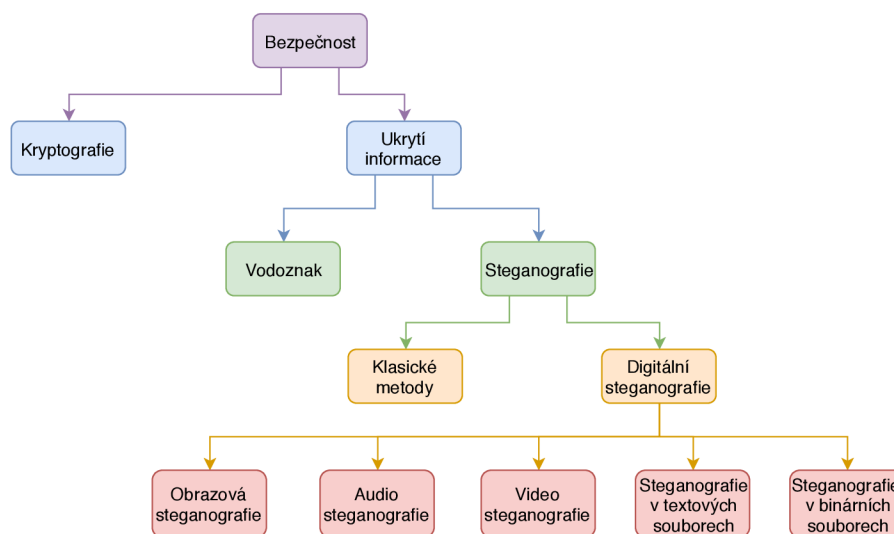 Bezpečnost
Kryptografie
Ukrytí
informace
Vodoznak
Steganografie
Klasické
metody
Digitální
steganografie
Obrazová
steganografie
Audio
steganografie
Video
steganografie
Steganografie
v textových
souborech
Steganografie
v binárních
souborech